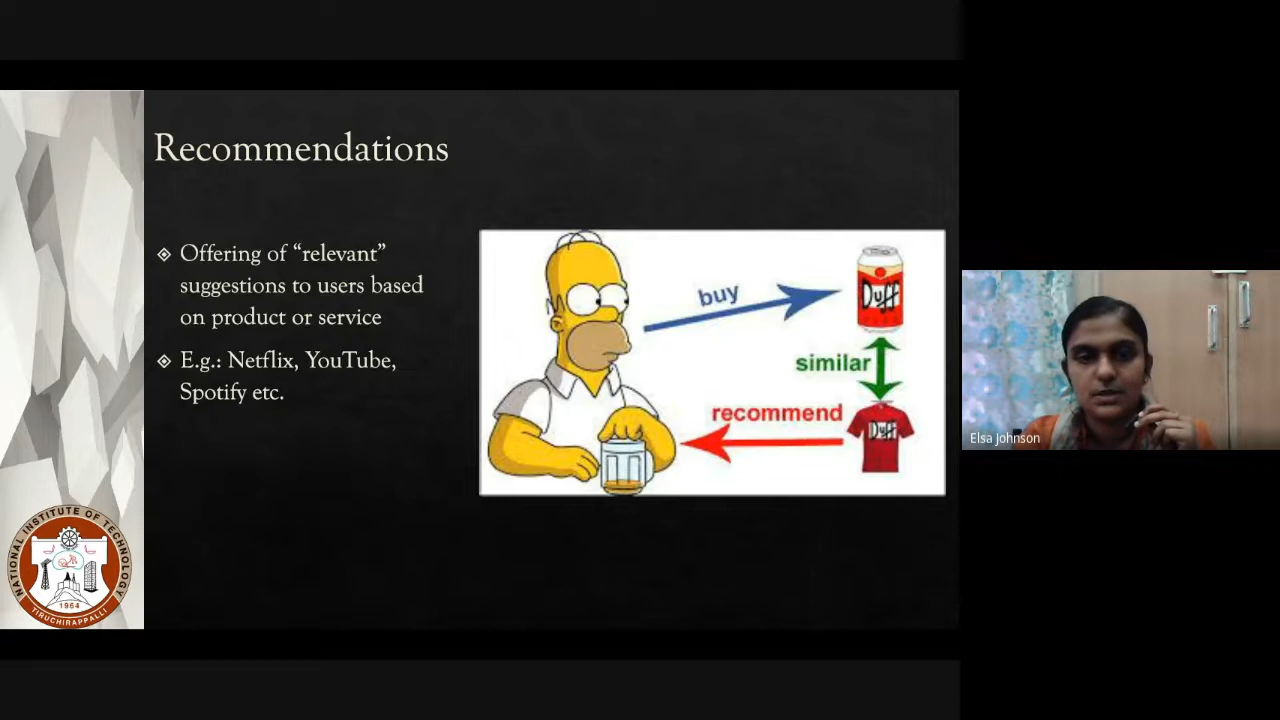 Recommendations
Offering of “relevant”
suggestions to users based
on product or service
E.g.: Netflix, YouTube,
Spotify etc.
buy
Duff
similar
recommend
Duff
Elsa Johnson
NATIONAL INSTITUTE OF TECHNOLOGY
1964
TIRUCHIRAPPALLI